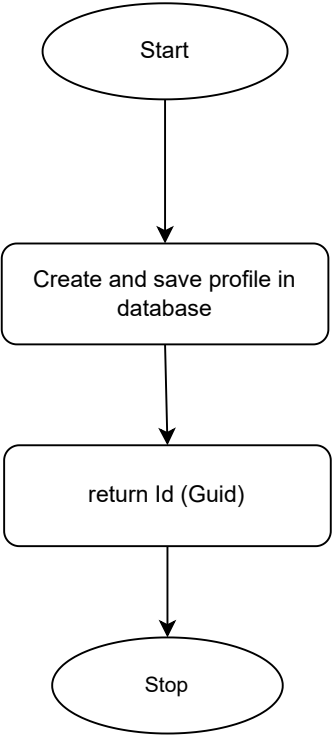 Start
Create and save profile in
database
return Id (Guid)
Stop